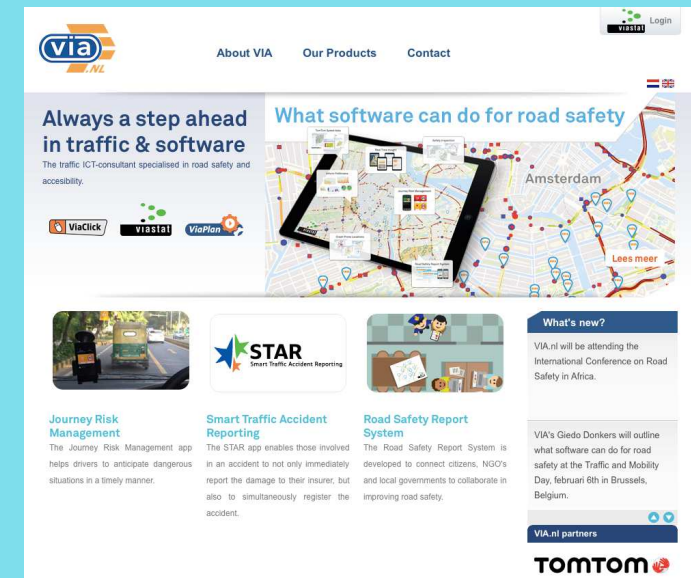 viastat Login
via
.NL
About VIA Our Products Contact
Always a step ahead
in traffic & software
The traffic ICT-consultant specialised in road safety and
accesibility.
ViaClick viastat ViaPlan
What software can do for road safety
Amsterdam
Lees meer
STAR
Smart Traffic Accident Reporting
Journey Risk
Management
The Journey Risk Management app
helps drivers to anticipate dangerous
situations in a timely manner.
Smart Traffic Accident
Reporting
The STAR app enables those involved
in an accident to not only immediately
report the damage to their insurer, but
also to simultaneously register the
accident.
Road Safety Report
System
The Road Safety Report System is
developed to connect citizens, NGO's
and local governments to collaborate in
improving road safety.
What's new?
VIA.nl will be attending the
International Conference on Road
Safety in Africa.
VIA's Giedo Donkers will outline
what software can do for road
safety at the Traffic and Mobility
Day, februari 6th in Brussels,
Belgium.
VIA.nl partners
TOMTOM